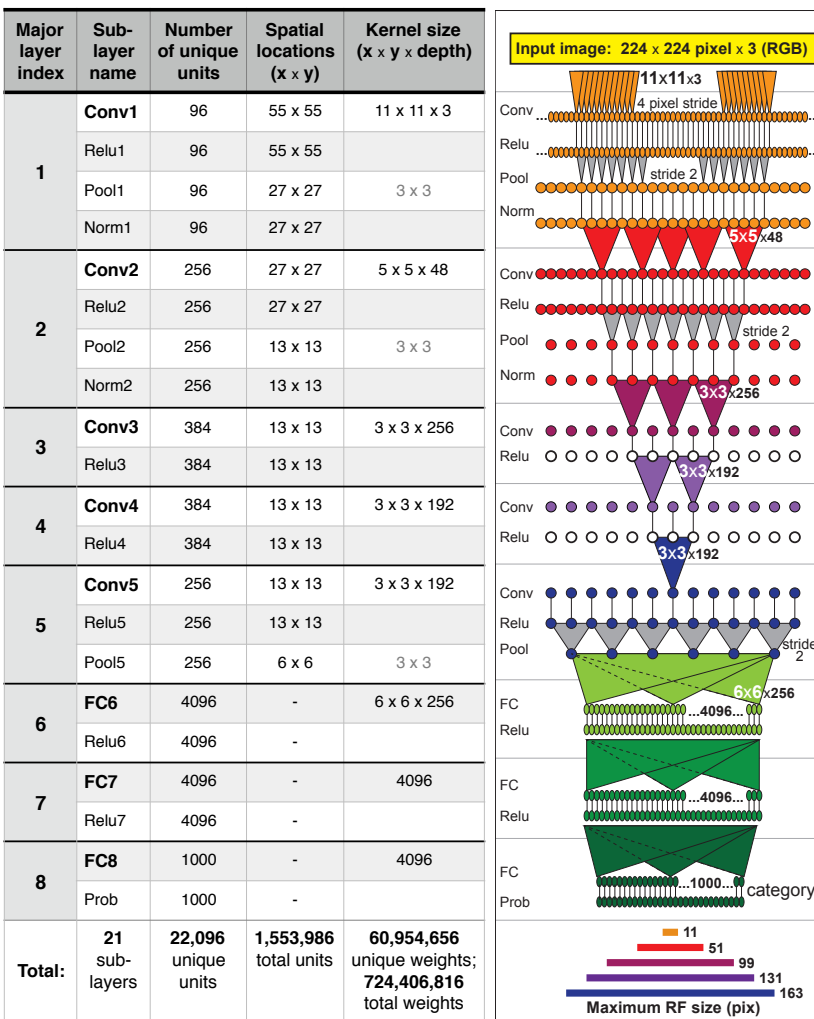 Major layer index | Sub-layer name | Number of unique units | Spatial locations (x x y) | Kernel size (x x y x depth)
1 | Conv1 | 96 | 55 x 55 | 11 x 11 x 3
Relu1 | 96 | 55 x 55
Pool1 | 96 | 27 x 27 | 3 x 3
Norm1 | 96 | 27 x 27
2 | Conv2 | 256 | 27 x 27 | 5 x 5 x 48
Relu2 | 256 | 27 x 27
Pool2 | 256 | 13 x 13 | 3 x 3
Norm2 | 256 | 13 x 13
3 | Conv3 | 384 | 13 x 13 | 3 x 3 x 256
Relu3 | 384 | 13 x 13
4 | Conv4 | 384 | 13 x 13 | 3 x 3 x 192
Relu4 | 384 | 13 x 13
5 | Conv5 | 256 | 13 x 13 | 3 x 3 x 192
Relu5 | 256 | 13 x 13
Pool5 | 256 | 6 x 6 | 3 x 3
6 | FC6 | 4096 | - | 6 x 6 x 256
Relu6 | 4096 | -
7 | FC7 | 4096 | - | 4096
Relu7 | 4096 | -
8 | FC8 | 1000 | - | 4096
Prob | 1000 | -
Total: | 21 sub-layers | 22,096 unique units | 1,553,986 total units | 60,954,656 unique weights; 724,406,816 total weights
Input image: 224 x 224 pixel x 3 (RGB)
11x11x3
Conv ... 4 pixel stride ...
Relu ... ...
Pool stride 2
Norm
5x5x48
Conv
Relu
Pool stride 2
Norm
3x3x256
Conv
Relu
3x3x192
Conv
Relu
3x3x192
Conv
Relu
Pool stride 2
6x6x256
FC ...4096...
Relu
FC ...4096...
Relu
FC ...1000... category
Prob
11
51
99
131
163
Maximum RF size (pix)